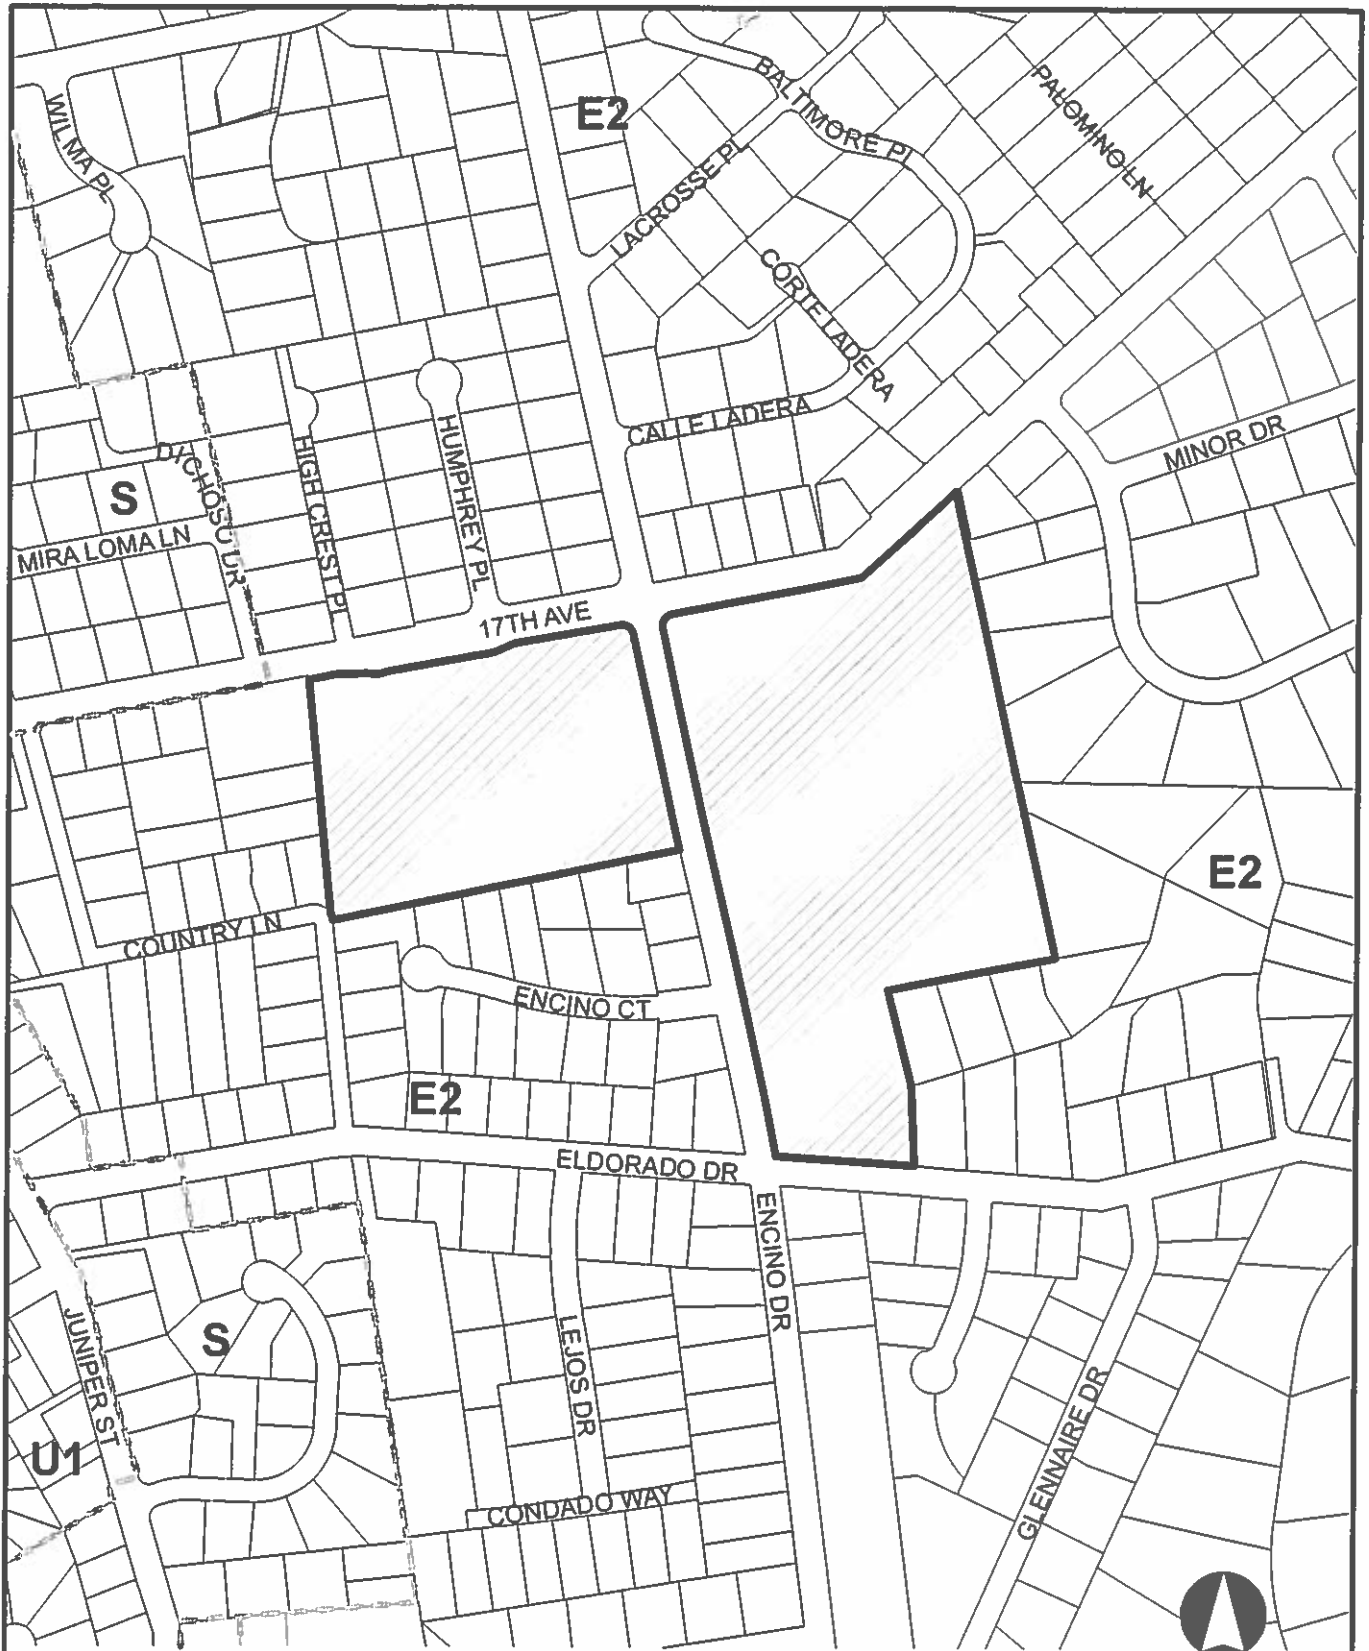 E2
BALTIMORE PL
PALOMINO LN
WILMA PL
LACROSSE PL
CORTE LADERA
CALLE LADERA
MINOR DR
HUMPHREY PL
HIGH CREST PL
DICHOSO DR
S
MIRA LOMA LN
17TH AVE
E2
COUNTRY LN
ENCINO CT
E2
ELDORADO DR
ENCINO DR
JUNIPER ST
S
LEJOS DR
GLENNAIRE DR
U1
CONDADO WAY